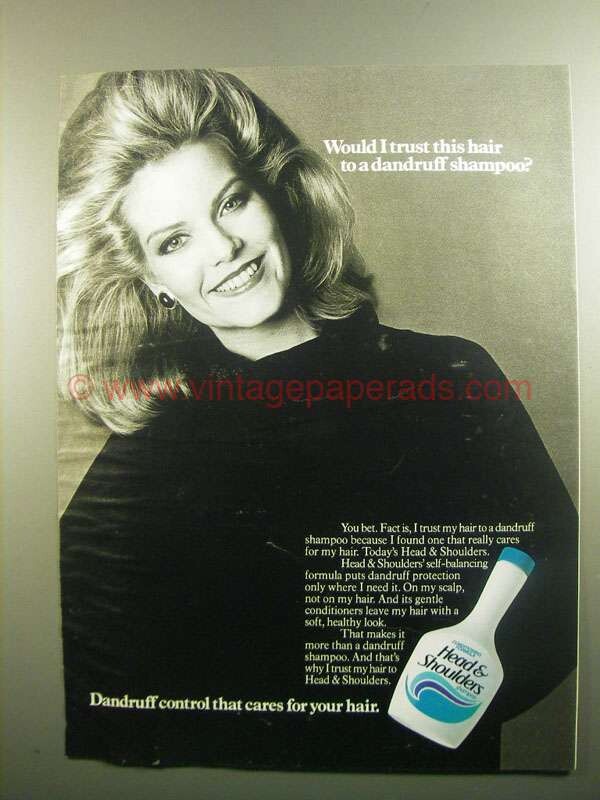 Would I trust this hair
to a dandruff shampoo?
© www.vintagepaperads.com
You bet. Fact is, I trust my hair to a dandruff
shampoo because I found one that really cares
for my hair. Today's Head & Shoulders.
Head & Shoulders' self-balancing
formula puts dandruff protection
only where I need it. On my scalp,
not on my hair. And its gentle
conditioners leave my hair with a
soft, healthy look.
That makes it
more than a dandruff
shampoo. And that's
why I trust my hair to
Head & Shoulders.
Head &
Shoulders
Dandruff control that cares for your hair.